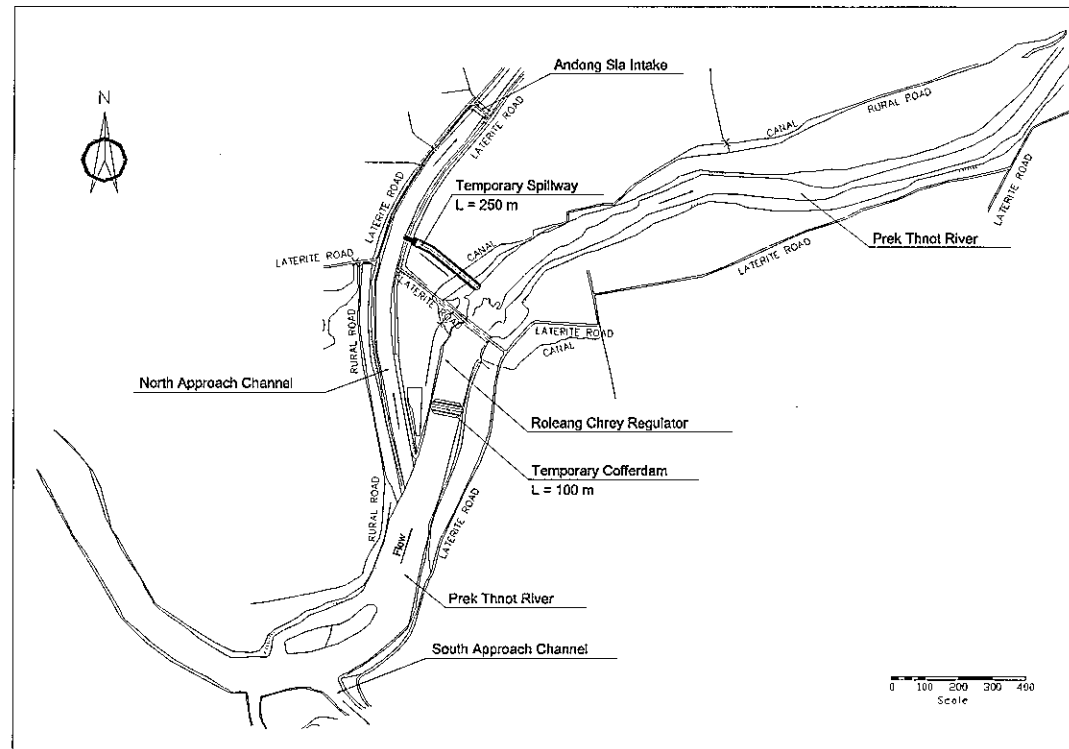 Andong Sla Intake
N
CANAL
RURAL ROAD
LATERITE ROAD
LATERITE ROAD
Temporary Spillway
L = 250 m
LATERITE ROAD
Prek Thnot River
LATERITE ROAD
CANAL
LATERITE ROAD
LATERITE ROAD
LATERITE ROAD
CANAL
RURAL ROAD
North Approach Channel
Roleang Chrey Regulator
Temporary Cofferdam
L = 100 m
RURAL ROAD
LATERITE ROAD
Flow
Prek Thnot River
South Approach Channel
0 100 200 300 400
Scale